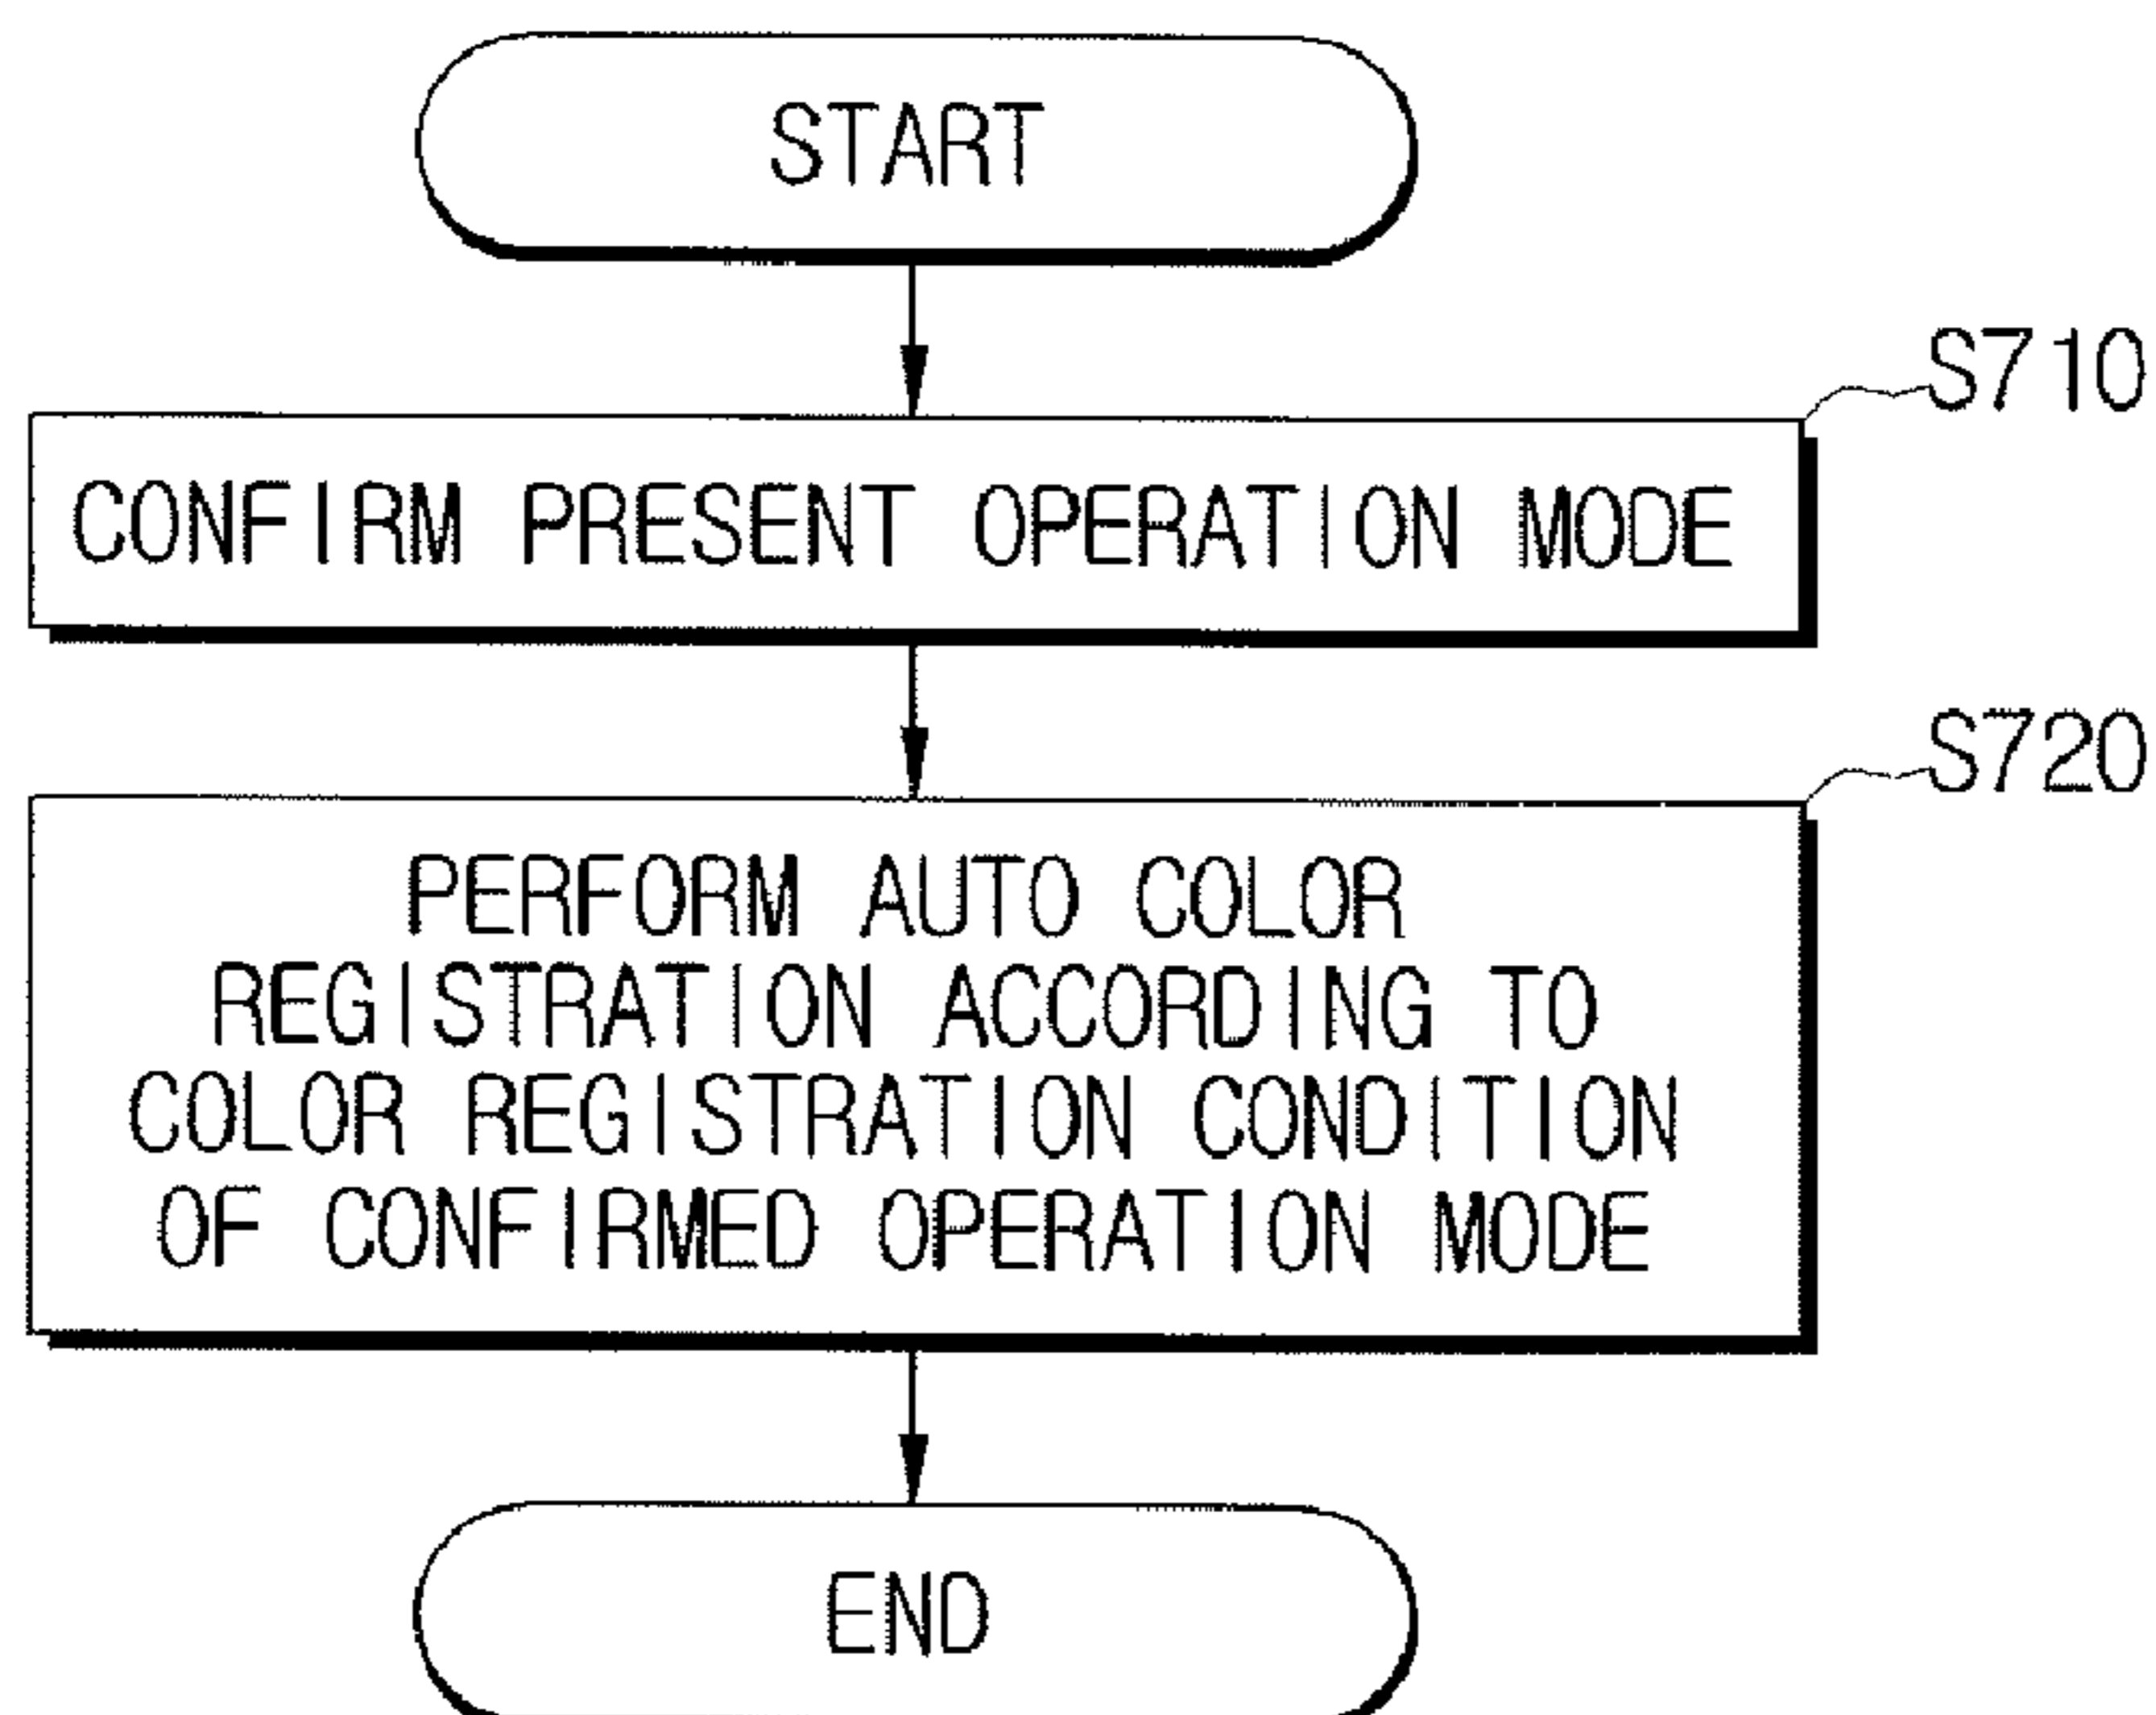 START
S710
CONFIRM PRESENT OPERATION MODE
S720
PERFORM AUTO COLOR
REGISTRATION ACCORDING TO
COLOR REGISTRATION CONDITION
OF CONFIRMED OPERATION MODE
END